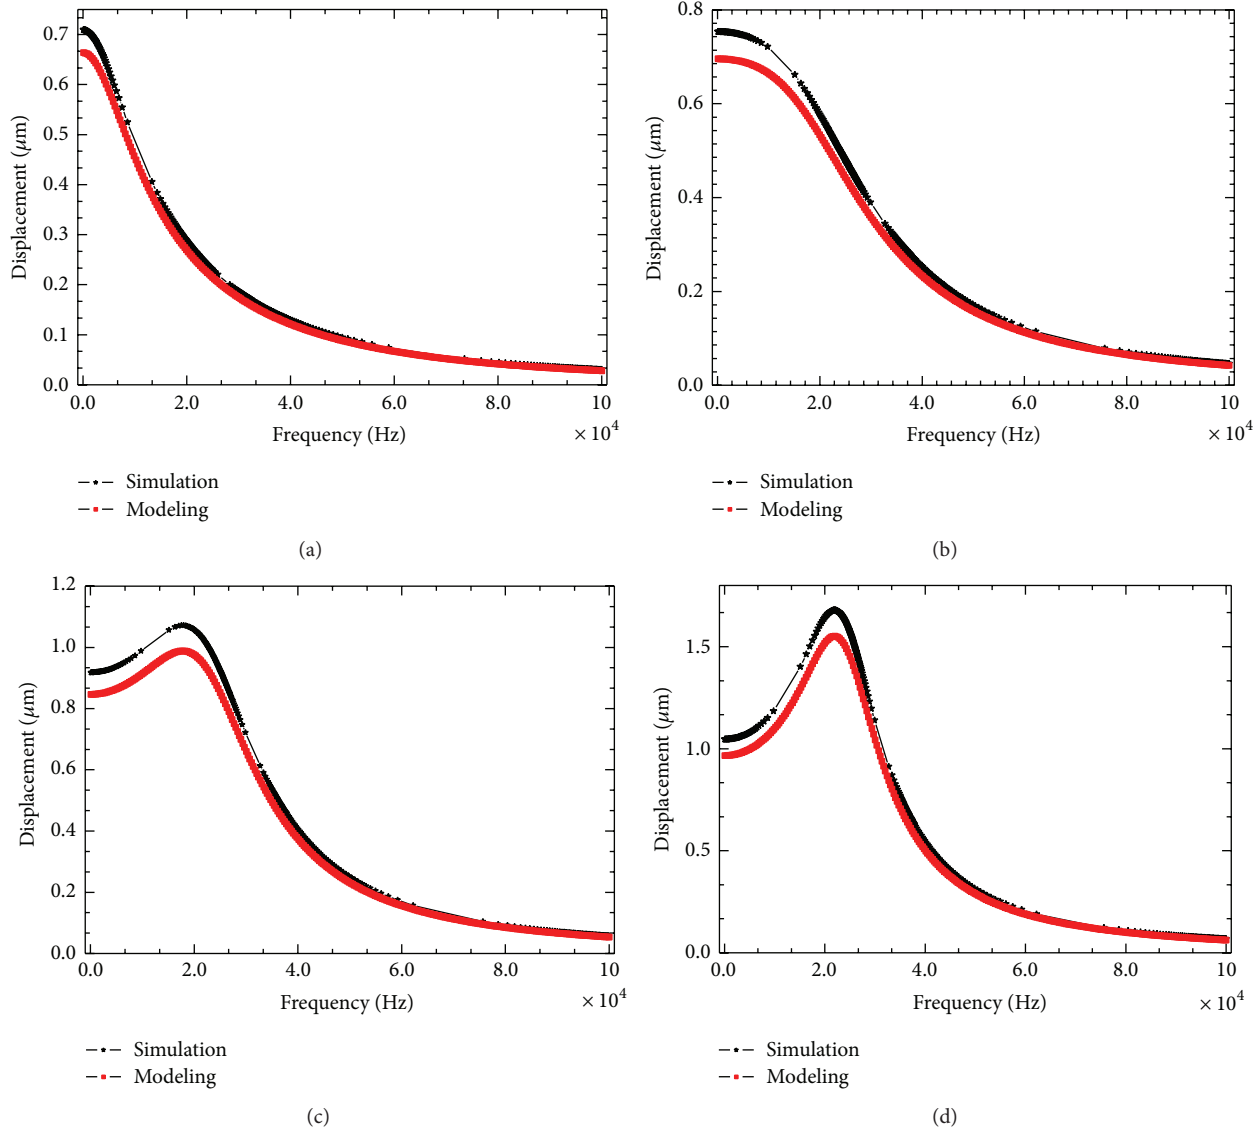 0.7
0.6
0.5
0.4
0.3
0.2
0.1
0.0
Displacement (μm)
0.0 2.0 4.0 6.0 8.0 10
Frequency (Hz) × 10⁴
Simulation
Modeling
(a)
0.8
0.6
0.4
0.2
0.0
Displacement (μm)
0.0 2.0 4.0 6.0 8.0 10
Frequency (Hz) × 10⁴
Simulation
Modeling
(b)
1.2
1.0
0.8
0.6
0.4
0.2
0.0
Displacement (μm)
0.0 2.0 4.0 6.0 8.0 10
Frequency (Hz) × 10⁴
Simulation
Modeling
(c)
1.5
1.0
0.5
0.0
Displacement (μm)
0.0 2.0 4.0 6.0 8.0 10
Frequency (Hz) × 10⁴
Simulation
Modeling
(d)